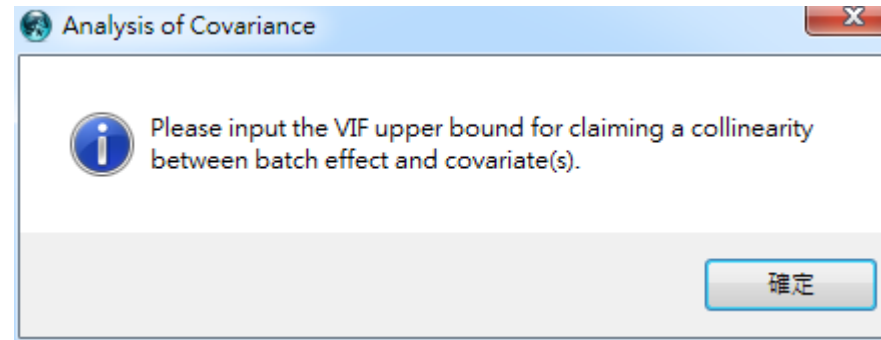 Analysis of Covariance
Please input the VIF upper bound for claiming a collinearity
between batch effect and covariate(s).
確定